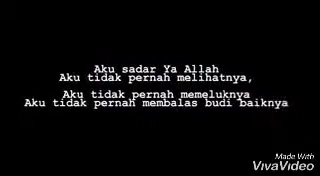 Aku sadar Ya Allah
Aku tidak pernah melihatnya,
Aku tidak pernah memeluknya
Aku tidak pernah membalas budi baiknya
Made With
VivaVideo